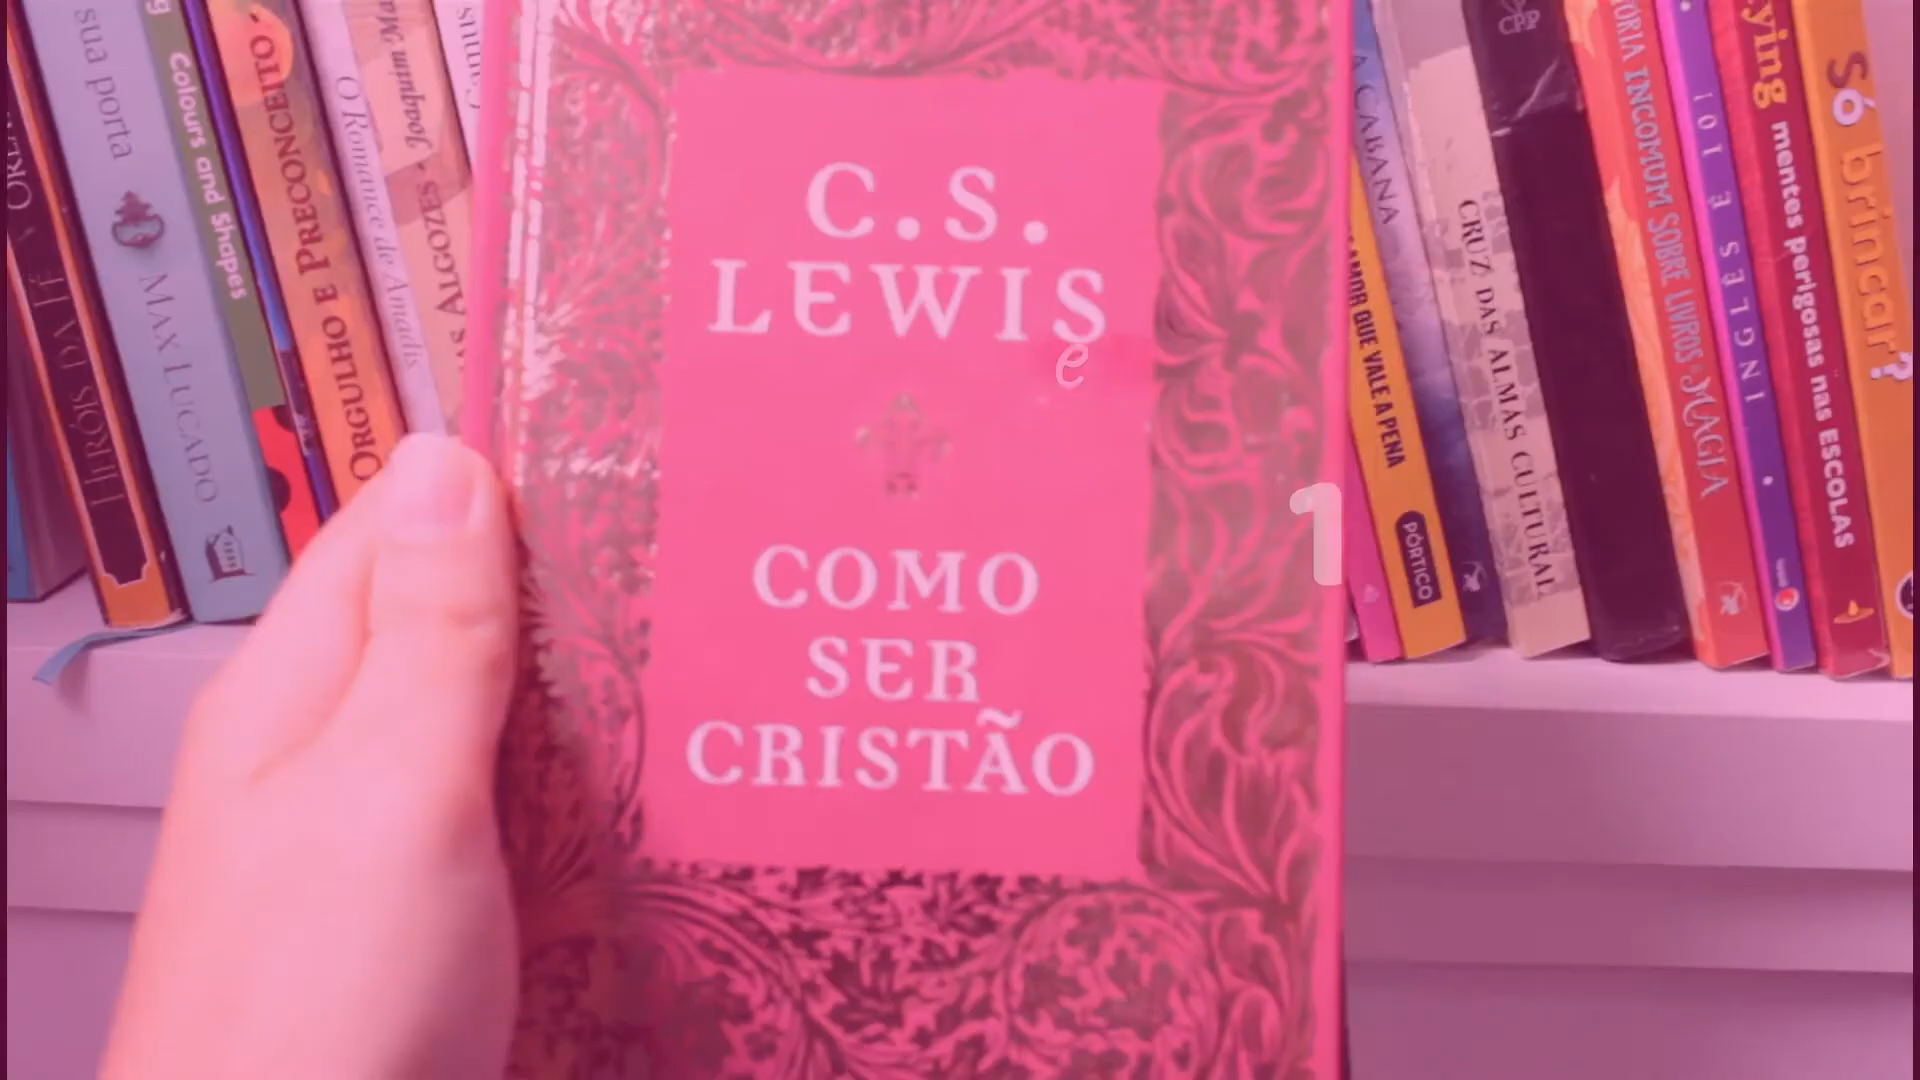 sua porta
MAX LUCADO
HERÓIS DA FÉ
Colours and Shapes
ORGULHO E PRECONCEITO
O Romance de Amadis
Joaquim
ALGOZES
C.S.
LEWIS
e
COMO
SER
CRISTÃO
1
A CABANA
AMOR QUE VALE A PENA
PÓRTICO
CRUZ DAS ALMAS CULTURAL
INCOMUM SOBRE LIVROS E MAGIA
INGLÊS
mentes perigosas nas ESCOLAS
Só brincar?